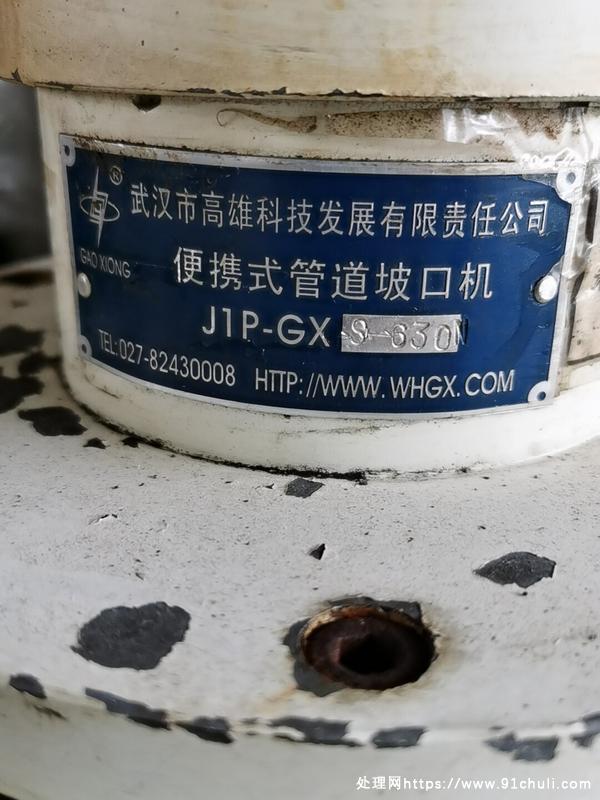 ®
武汉市高雄科技发展有限责任公司
GAO XIONG
便携式管道坡口机
J1P-GX S-630N
TEL:027-82430008 HTTP://WWW.WHGX.COM
处理网https://www.91chuli.com